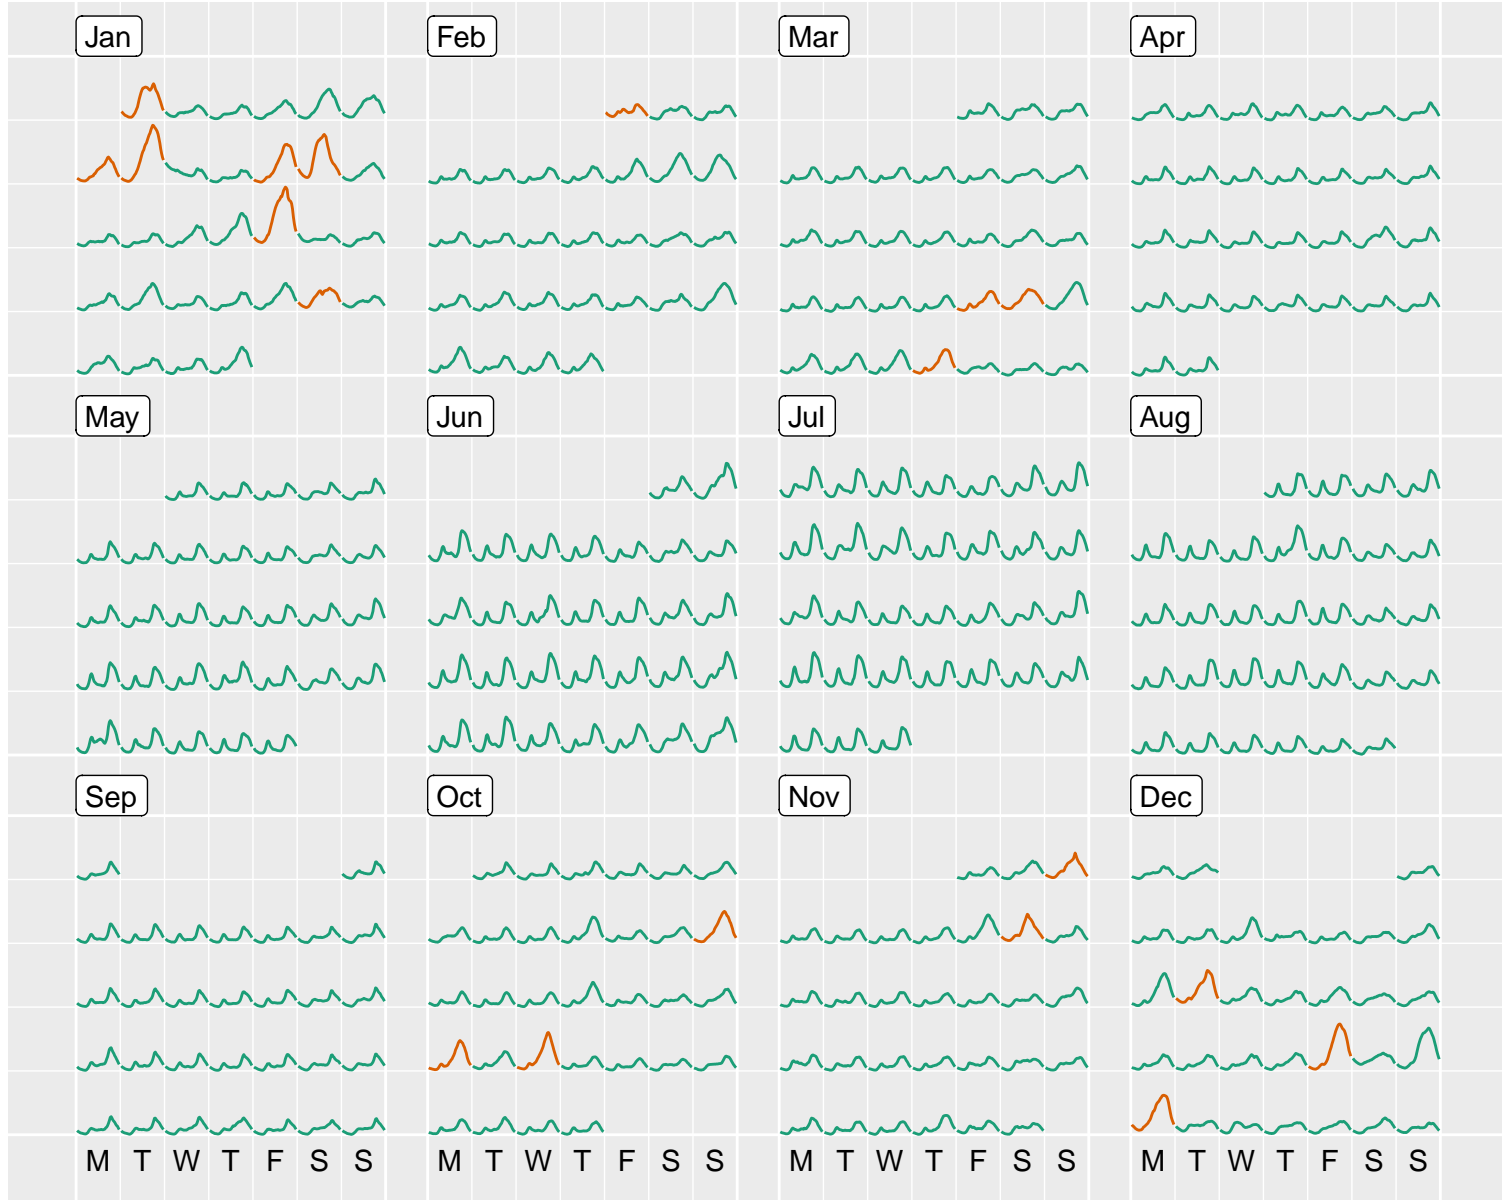 Jan Feb Mar Apr
May Jun Jul Aug
Sep Oct Nov Dec
M T W T F S S M T W T F S S M T W T F S S M T W T F S S